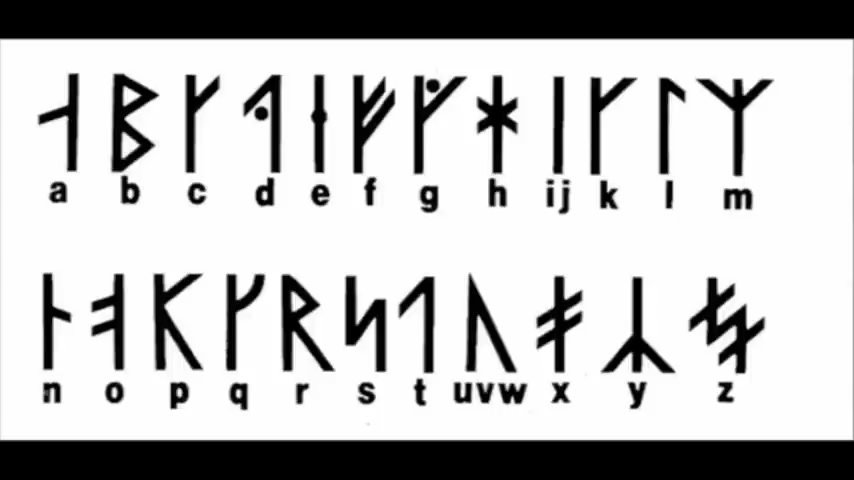 ᛆ ᛒ ᚴ ᛑ ᛂ ᚠ ᚵ ᚼ ᛁ ᚴ ᛚ ᛘ
a b c d e f g h ij k l m
ᚿ ᚮ ᛕ ᚴ ᚱ ᛋ ᛐ ᚢ ᚯ ᛦ ᛎ
n o p q r s t uvw x y z